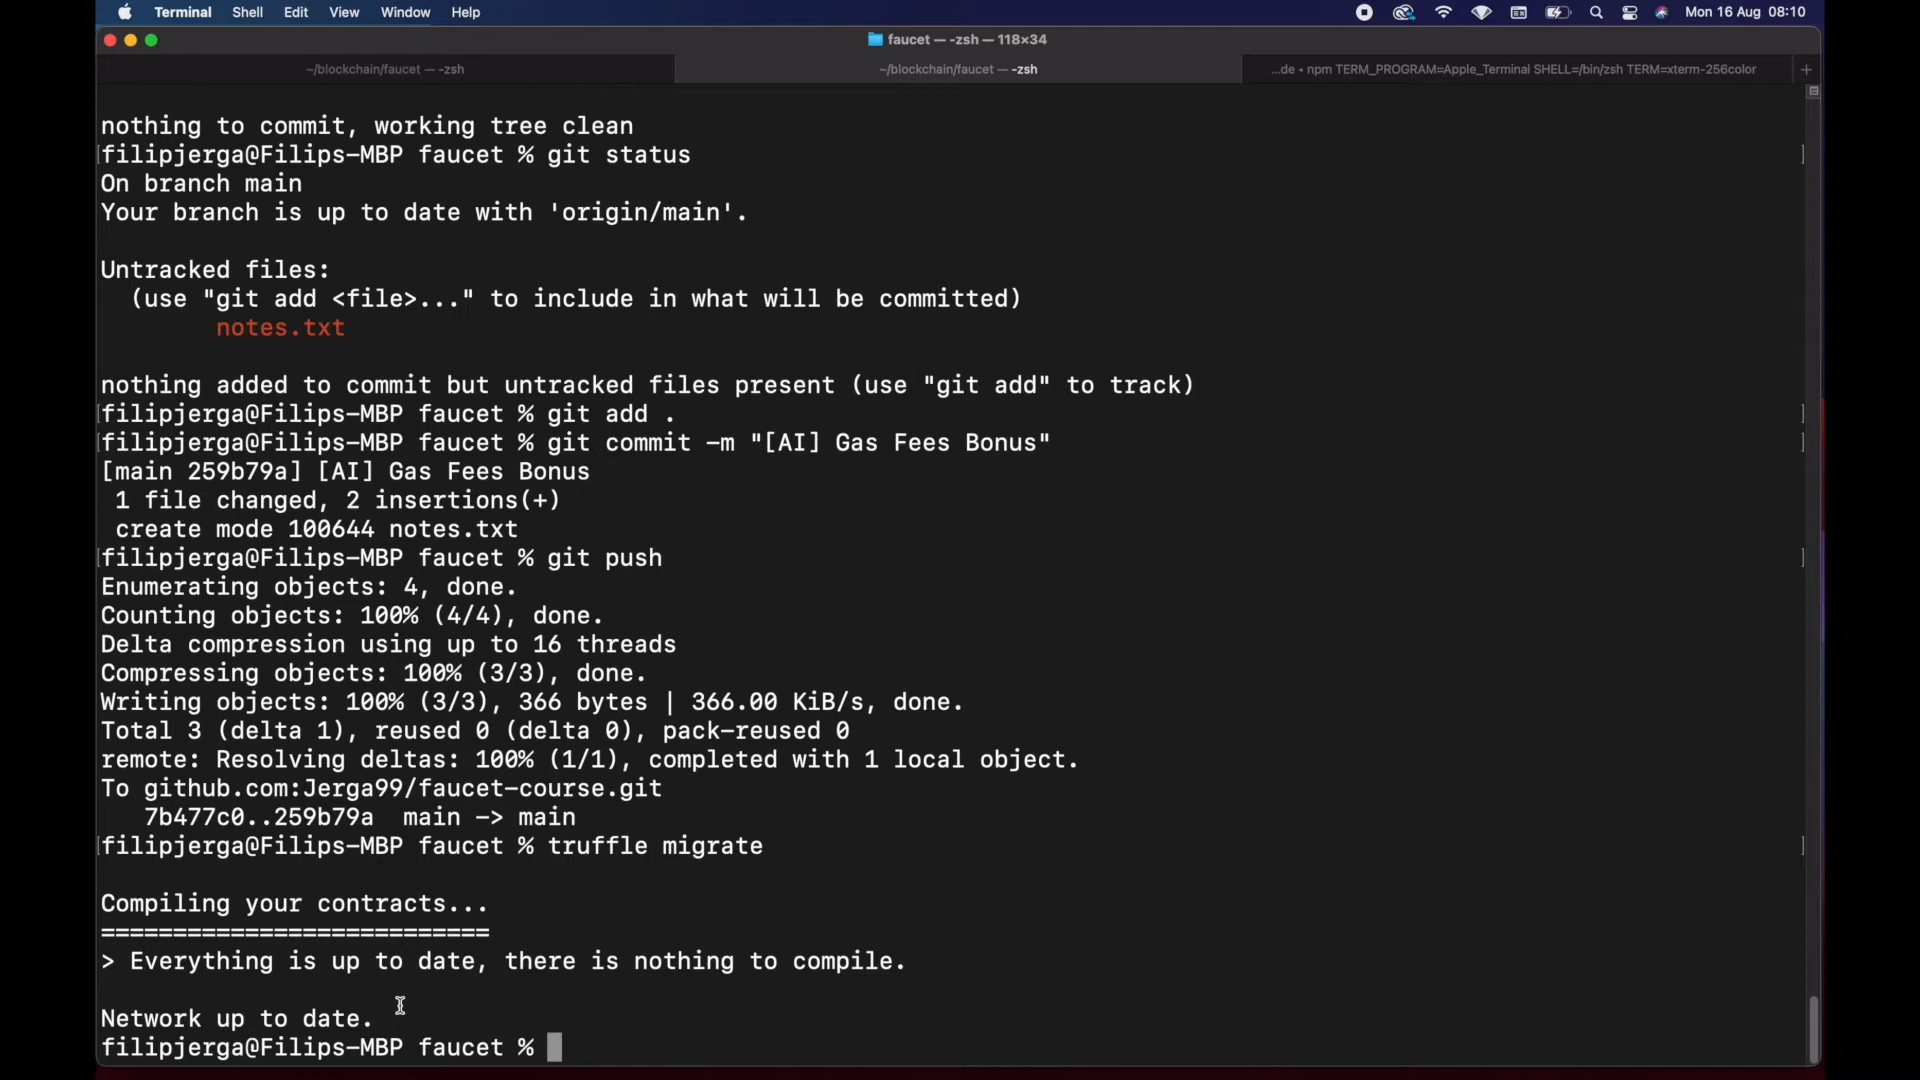 Terminal Shell Edit View Window Help Mon 16 Aug 08:10
faucet — -zsh — 118×34
~/blockchain/faucet — -zsh ~/blockchain/faucet — -zsh ...de ◂ npm TERM_PROGRAM=Apple_Terminal SHELL=/bin/zsh TERM=xterm-256color +
nothing to commit, working tree clean
[filipjerga@Filips-MBP faucet % git status ]
On branch main
Your branch is up to date with 'origin/main'.
Untracked files:
(use "git add <file>..." to include in what will be committed)
notes.txt
nothing added to commit but untracked files present (use "git add" to track)
[filipjerga@Filips-MBP faucet % git add . ]
[filipjerga@Filips-MBP faucet % git commit -m "[AI] Gas Fees Bonus" ]
[main 259b79a] [AI] Gas Fees Bonus
1 file changed, 2 insertions(+)
create mode 100644 notes.txt
[filipjerga@Filips-MBP faucet % git push ]
Enumerating objects: 4, done.
Counting objects: 100% (4/4), done.
Delta compression using up to 16 threads
Compressing objects: 100% (3/3), done.
Writing objects: 100% (3/3), 366 bytes | 366.00 KiB/s, done.
Total 3 (delta 1), reused 0 (delta 0), pack-reused 0
remote: Resolving deltas: 100% (1/1), completed with 1 local object.
To github.com:Jerga99/faucet-course.git
7b477c0..259b79a main -> main
[filipjerga@Filips-MBP faucet % truffle migrate ]
Compiling your contracts...
===========================
> Everything is up to date, there is nothing to compile.
Network up to date.
filipjerga@Filips-MBP faucet %